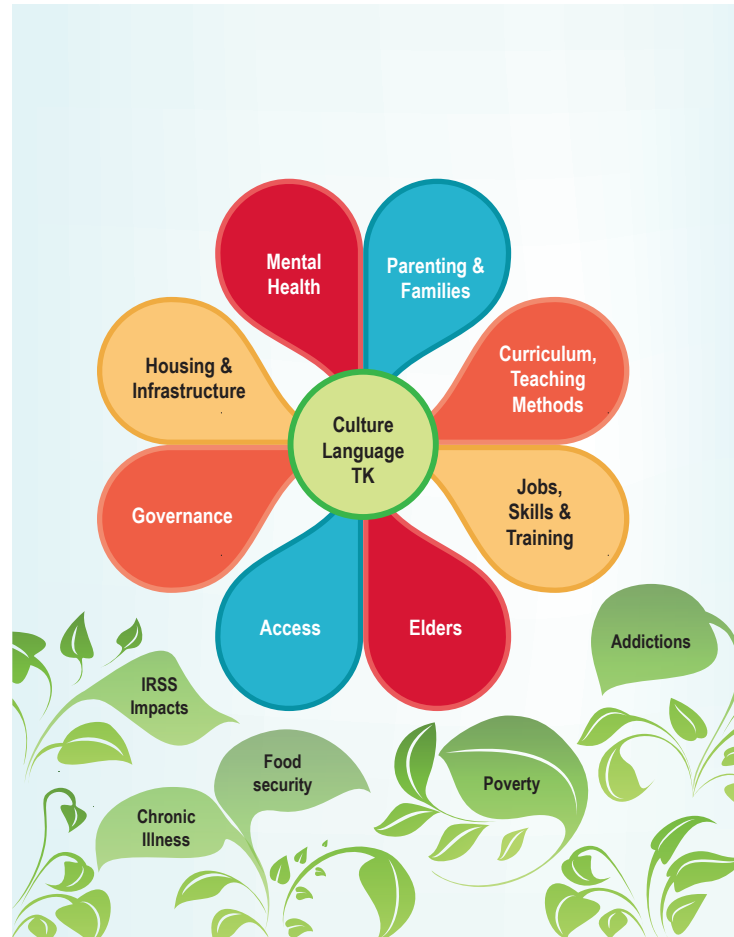 Mental
Health
Parenting &
Families
Housing &
Infrastructure
Curriculum,
Teaching
Methods
Culture
Language
TK
Governance
Jobs,
Skills &
Training
Access
Elders
Addictions
IRSS
Impacts
Food
security
Poverty
Chronic
Illness